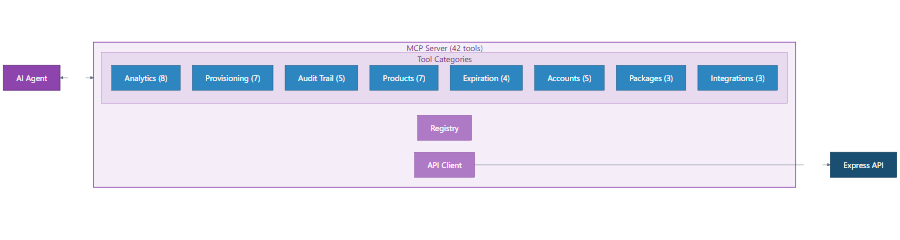 MCP Server (42 tools)
Tool Categories
AI Agent
Analytics (8)
Provisioning (7)
Audit Trail (5)
Products (7)
Expiration (4)
Accounts (5)
Packages (3)
Integrations (3)
Registry
API Client
Express API